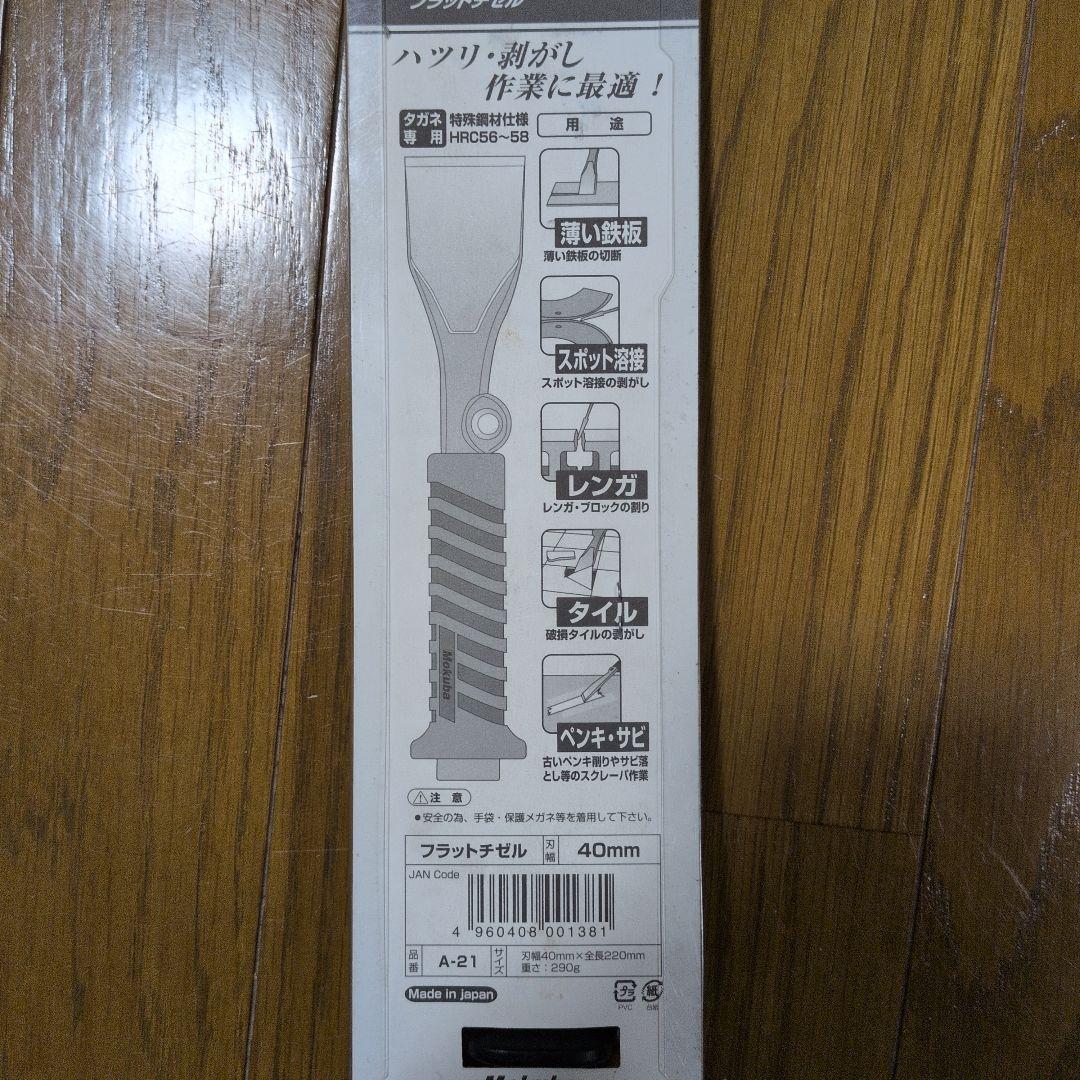 フラットチゼル
ハツリ・剥がし
作業に最適！
タガネ専用
特殊鋼材仕様
HRC56〜58
用途
薄い鉄板
薄い鉄板の切断
スポット溶接
スポット溶接の剥がし
レンガ
レンガ・ブロックの割り
タイル
破損タイルの剥がし
Mokuba
ペンキ・サビ
古いペンキ削りやサビ落
とし等のスクレーパ作業
注意
●安全の為、手袋・保護メガネ等を着用して下さい。
フラットチゼル 刃幅 40mm
JAN Code
4 960408 001381
品番 A-21 サイズ 刃幅40mm×全長220mm
重さ：290g
Made in japan
プラ 紙
PVC 台紙